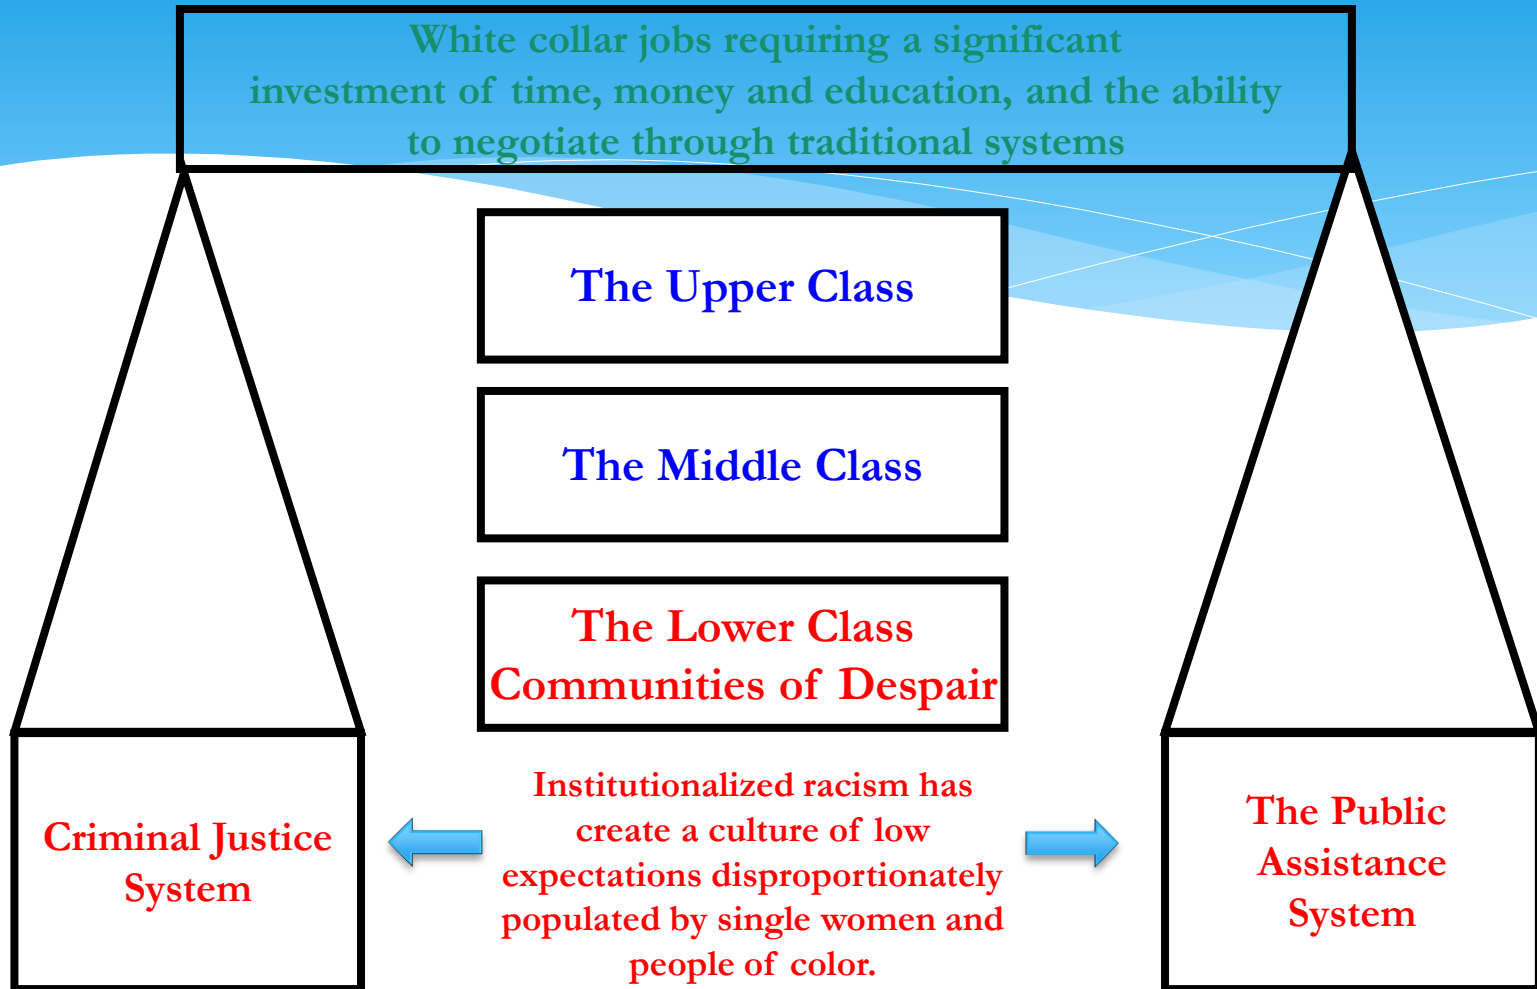 White collar jobs requiring a significant
investment of time, money and education, and the ability
to negotiate through traditional systems
The Upper Class
The Middle Class
The Lower Class
Communities of Despair
Criminal Justice
System
Institutionalized racism has
create a culture of low
expectations disproportionately
populated by single women and
people of color.
The Public
Assistance
System